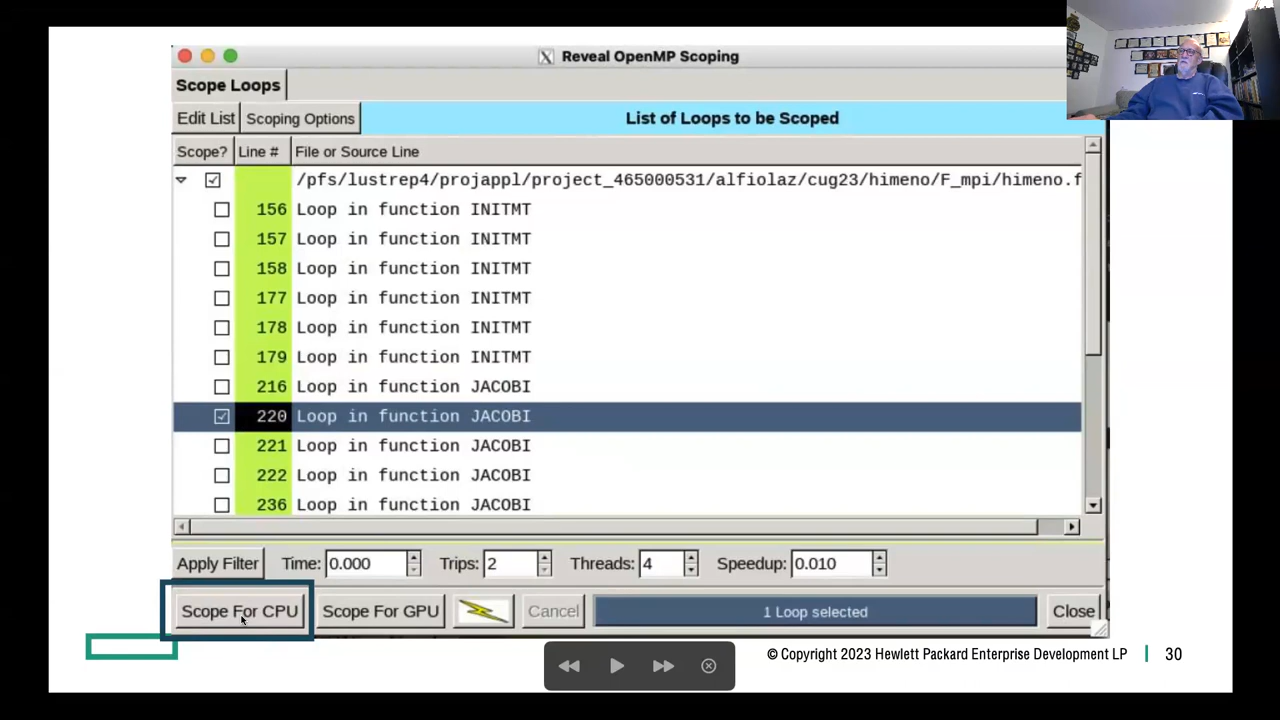 Reveal OpenMP Scoping
Scope Loops
Edit List Scoping Options List of Loops to be Scoped
Scope? Line # File or Source Line
/pfs/lustrep4/projappl/project_465000531/alfiolaz/cug23/himeno/F_mpi/himeno.f
156 Loop in function INITMT
157 Loop in function INITMT
158 Loop in function INITMT
177 Loop in function INITMT
178 Loop in function INITMT
179 Loop in function INITMT
216 Loop in function JACOBI
220 Loop in function JACOBI
221 Loop in function JACOBI
222 Loop in function JACOBI
236 Loop in function JACOBI
Apply Filter Time: 0.000 Trips: 2 Threads: 4 Speedup: 0.010
Scope For CPU Scope For GPU Cancel 1 Loop selected Close
© Copyright 2023 Hewlett Packard Enterprise Development LP 30